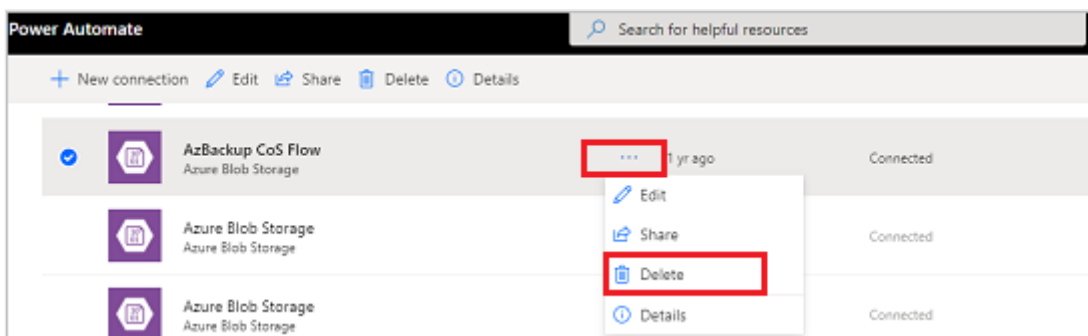 Power Automate
Search for helpful resources
New connection Edit Share Delete Details
AzBackup CoS Flow
Azure Blob Storage
... 1 yr ago
Connected
Edit
Azure Blob Storage
Azure Blob Storage
Share
Connected
Delete
Azure Blob Storage
Azure Blob Storage
Details
Connected